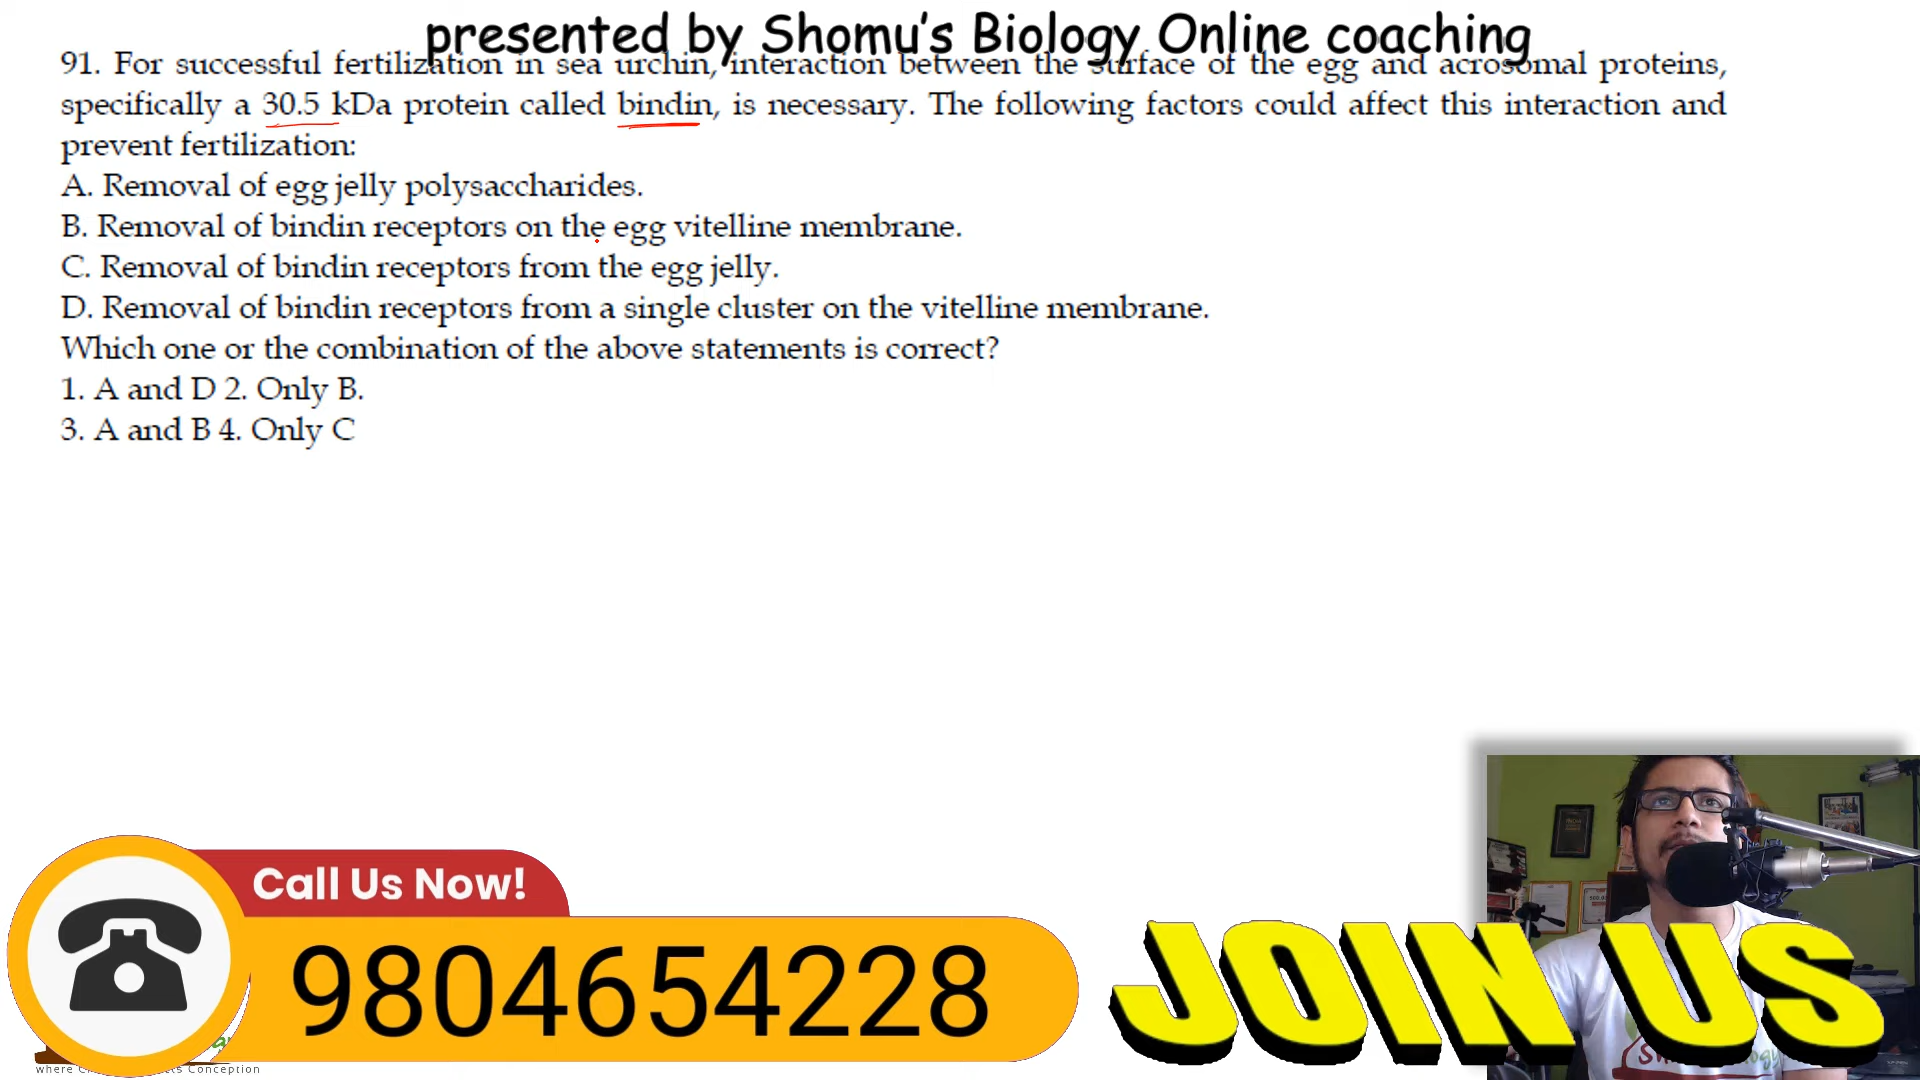 presented by Shomu's Biology Online coaching
91. For successful fertilization in sea urchin, interaction between the surface of the egg and acrosomal proteins,
specifically a 30.5 kDa protein called bindin, is necessary. The following factors could affect this interaction and
prevent fertilization:
A. Removal of egg jelly polysaccharides.
B. Removal of bindin receptors on the egg vitelline membrane.
C. Removal of bindin receptors from the egg jelly.
D. Removal of bindin receptors from a single cluster on the vitelline membrane.
Which one or the combination of the above statements is correct?
1. A and D 2. Only B.
3. A and B 4. Only C
Call Us Now!
9804654228
JOIN US
where
Conception